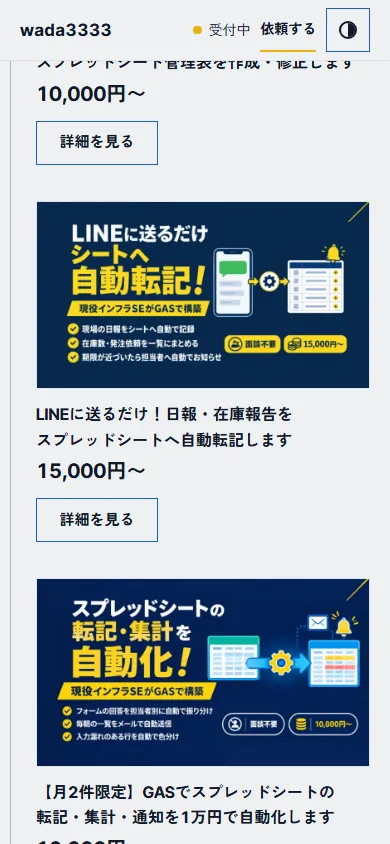 wada3333
受付中
依頼する
スプレッドシート管理表を作成・修正します
10,000円〜
詳細を見る
LINEに送るだけ
シートへ
自動転記！
現役インフラSEがGASで構築
現場の日報をシートへ自動で記録
在庫数・発注依頼を一覧にまとめる
期限が近づいたら担当者へ自動でお知らせ
面談不要
15,000円〜
LINEに送るだけ！日報・在庫報告を
スプレッドシートへ自動転記します
15,000円〜
詳細を見る
スプレッドシートの
転記・集計を
自動化！
現役インフラSEがGASで構築
フォームの回答を担当者別に自動で振り分け
毎朝の一覧をメールで自動送信
入力漏れのある行を自動で色分け
面談不要
10,000円〜
【月2件限定】GASでスプレッドシートの
転記・集計・通知を1万円で自動化します